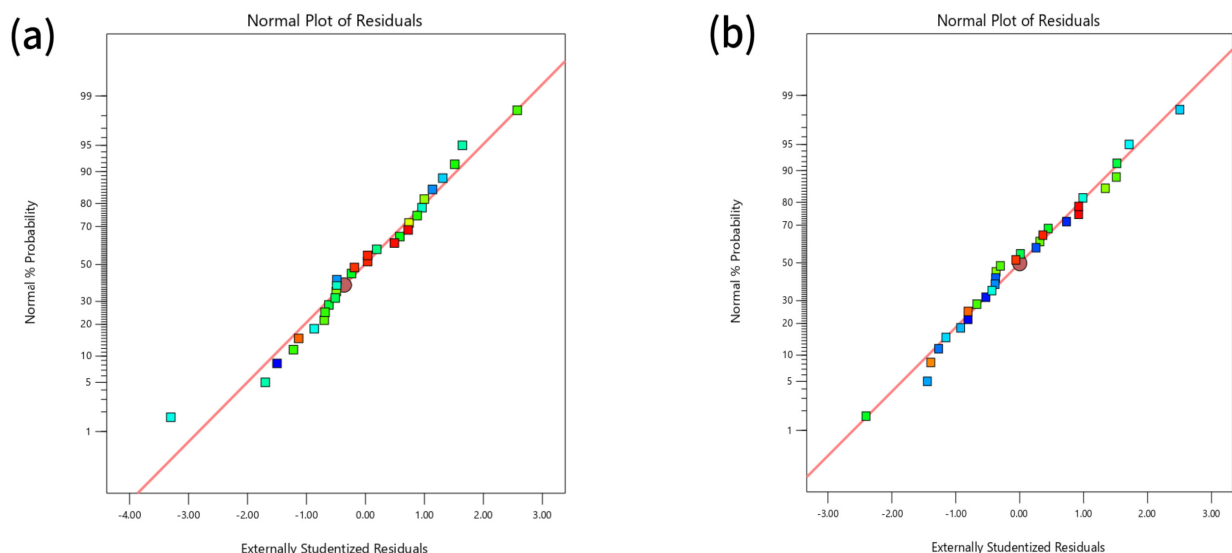 (a)
Normal Plot of Residuals
Normal % Probability
99
95
90
80
70
50
30
20
10
5
1
-4.00 -3.00 -2.00 -1.00 0.00 1.00 2.00 3.00
Externally Studentized Residuals
(b)
Normal Plot of Residuals
Normal % Probability
99
95
90
80
70
50
30
20
10
5
1
-3.00 -2.00 -1.00 0.00 1.00 2.00 3.00
Externally Studentized Residuals